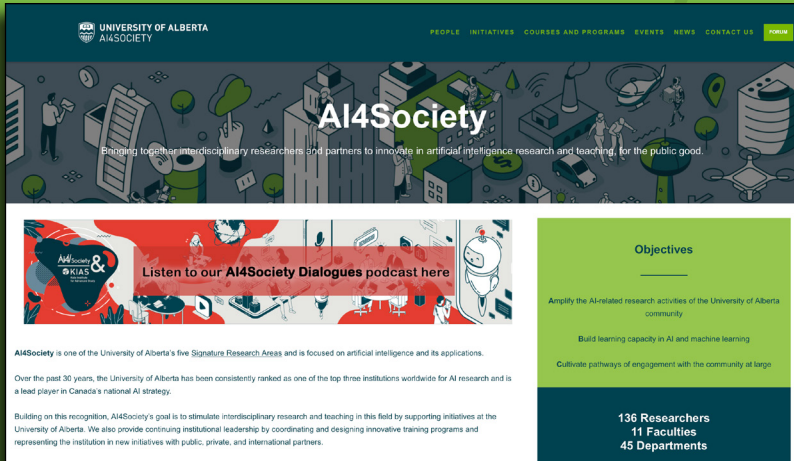 UNIVERSITY OF ALBERTA
AI4SOCIETY
PEOPLE INITIATIVES COURSES AND PROGRAMS EVENTS NEWS CONTACT US FORUM
AI4Society
Bringing together interdisciplinary researchers and partners to innovate in artificial intelligence research and teaching, for the public good.
AI4Society
&
KIAS
Listen to our AI4Society Dialogues podcast here
AI4Society is one of the University of Alberta's five Signature Research Areas and is focused on artificial intelligence and its applications.
Over the past 30 years, the University of Alberta has been consistently ranked as one of the top three institutions worldwide for AI research and is
a lead player in Canada's national AI strategy.
Building on this recognition, AI4Society's goal is to stimulate interdisciplinary research and teaching in this field by supporting initiatives at the
University of Alberta. We also provide continuing institutional leadership by coordinating and designing innovative training programs and
representing the institution in new initiatives with public, private, and international partners.
Objectives
Amplify the AI-related research activities of the University of Alberta
community
Build learning capacity in AI and machine learning
Cultivate pathways of engagement with the community at large
136 Researchers
11 Faculties
45 Departments